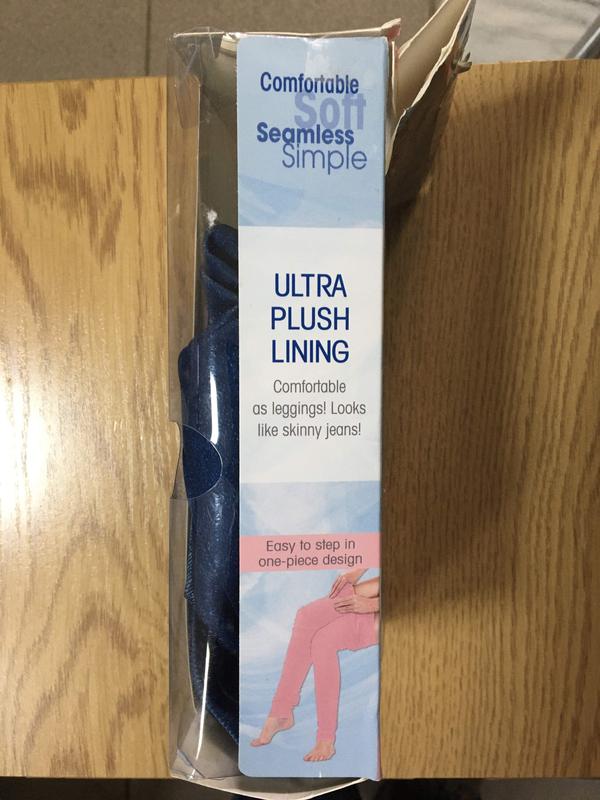 Comfortable
Soft
Seamless
Simple
ULTRA
PLUSH
LINING
Comfortable
as leggings! Looks
like skinny jeans!
Easy to step in
one-piece design